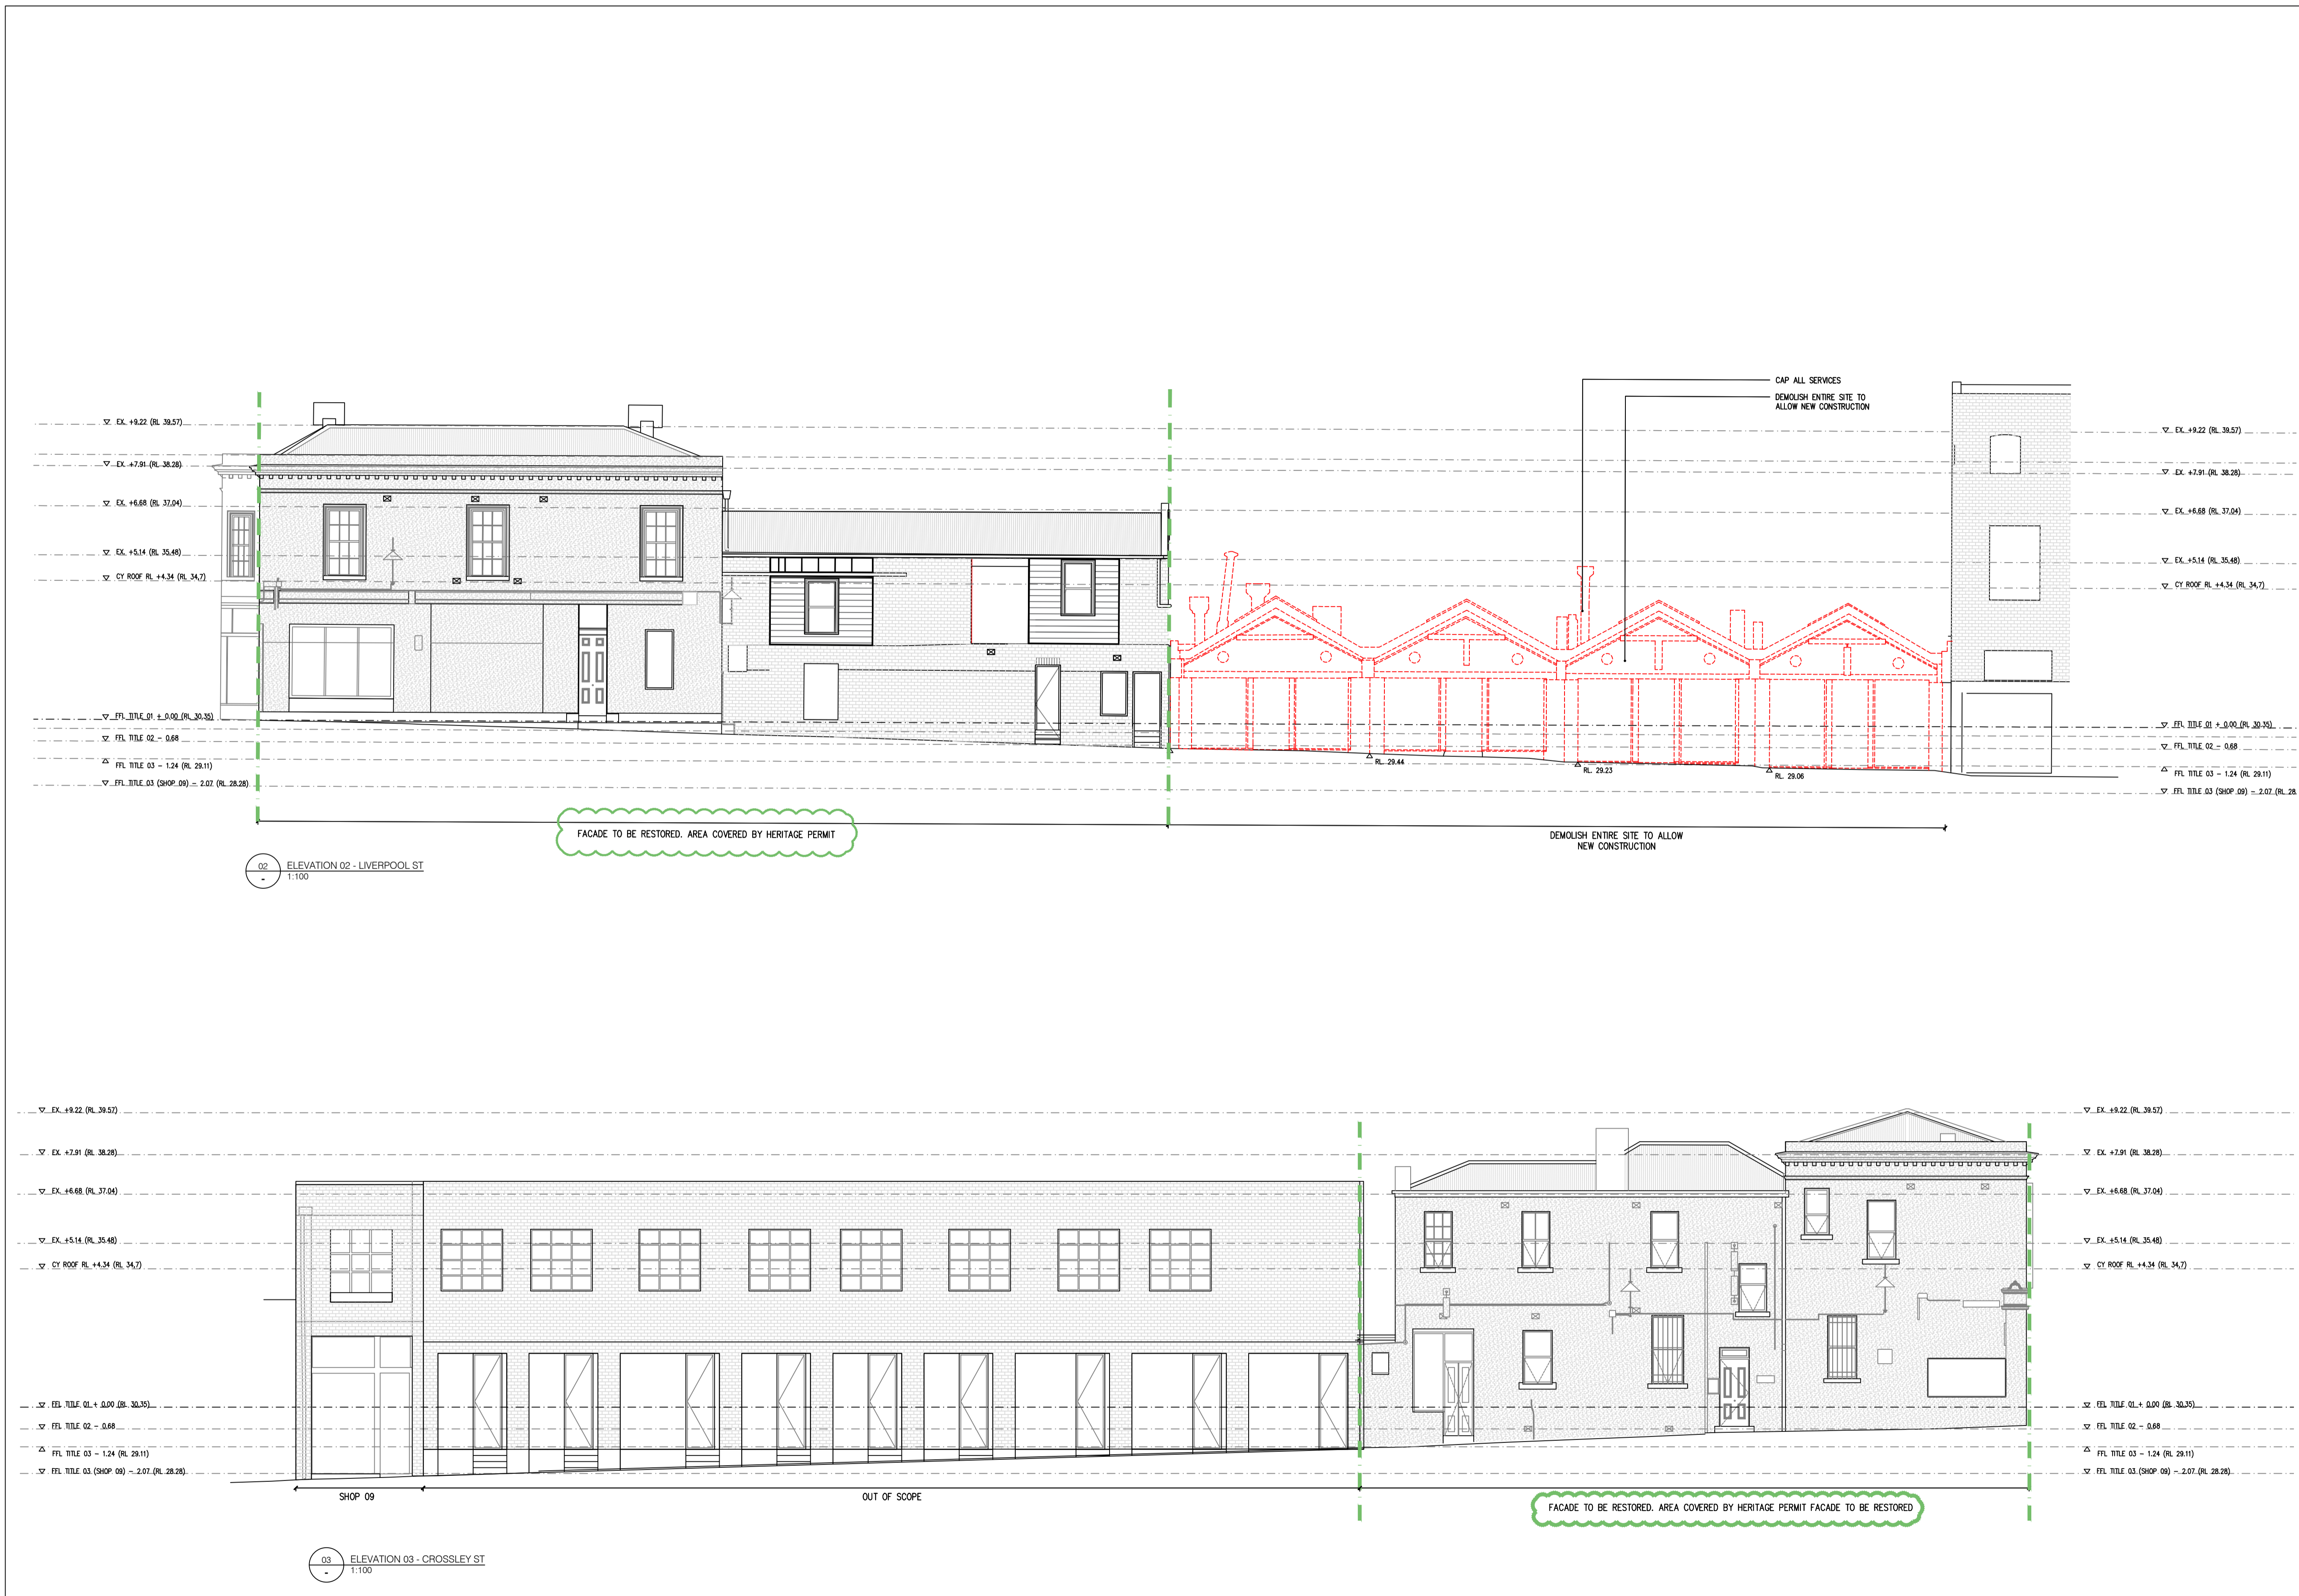 CAP ALL SERVICES
DEMOLISH ENTIRE SITE TO
ALLOW NEW CONSTRUCTION
EX. +9.22 (RL 39.57)
EX. +7.91 (RL 38.28)
EX. +6.68 (RL 37.04)
EX. +5.14 (RL 35.48)
CY ROOF RL +4.34 (RL 34,7)
FFL TITLE 01 + 0.00 (RL 30.35)
FFL TITLE 02 - 0.68
FFL TITLE 03 - 1.24 (RL 29.11)
FFL TITLE 03 (SHOP 09) - 2.07 (RL 28.28)
EX. +9.22 (RL 39.57)
EX. +7.91 (RL 38.28)
EX. +6.68 (RL 37.04)
EX. +5.14 (RL 35.48)
CY ROOF RL +4.34 (RL 34,7)
FFL TITLE 01 + 0.00 (RL 30.35)
FFL TITLE 02 - 0.68
FFL TITLE 03 - 1.24 (RL 29.11)
FFL TITLE 03 (SHOP 09) - 2.07 (RL 28.
RL. 29.44
RL. 29.23
RL. 29.06
FACADE TO BE RESTORED. AREA COVERED BY HERITAGE PERMIT
DEMOLISH ENTIRE SITE TO ALLOW
NEW CONSTRUCTION
02
-
ELEVATION 02 - LIVERPOOL ST
1:100
EX. +9.22 (RL 39.57)
EX. +7.91 (RL 38.28)
EX. +6.68 (RL 37.04)
EX. +5.14 (RL 35.48)
CY ROOF RL +4.34 (RL 34,7)
FFL TITLE 01 + 0.00 (RL 30.35)
FFL TITLE 02 - 0.68
FFL TITLE 03 - 1.24 (RL 29.11)
FFL TITLE 03 (SHOP 09) - 2.07 (RL 28.28)
EX. +9.22 (RL 39.57)
EX. +7.91 (RL 38.28)
EX. +6.68 (RL 37.04)
EX. +5.14 (RL 35.48)
CY ROOF RL +4.34 (RL 34,7)
FFL TITLE 01 + 0.00 (RL 30.35)
FFL TITLE 02 - 0.68
FFL TITLE 03 - 1.24 (RL 29.11)
FFL TITLE 03 (SHOP 09) - 2.07 (RL 28.28)
SHOP 09
OUT OF SCOPE
FACADE TO BE RESTORED. AREA COVERED BY HERITAGE PERMIT FACADE TO BE RESTORED
03
-
ELEVATION 03 - CROSSLEY ST
1:100